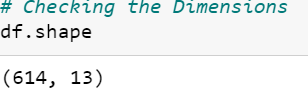 # Checking the Dimensions
df.shape
(614, 13)